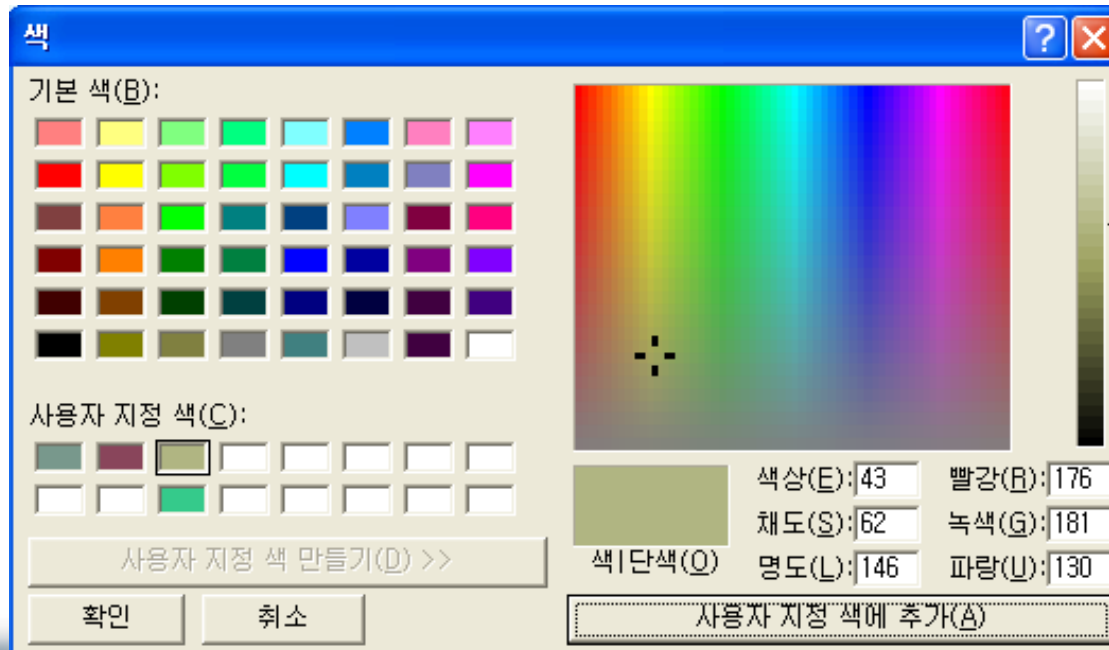 색
기본 색(B):
사용자 지정 색(C):
사용자 지정 색 만들기(D) >>
확인 취소
색상(E): 43 빨강(R): 176
채도(S): 62 녹색(G): 181
색|단색(O) 명도(L): 146 파랑(U): 130
사용자 지정 색에 추가(A)